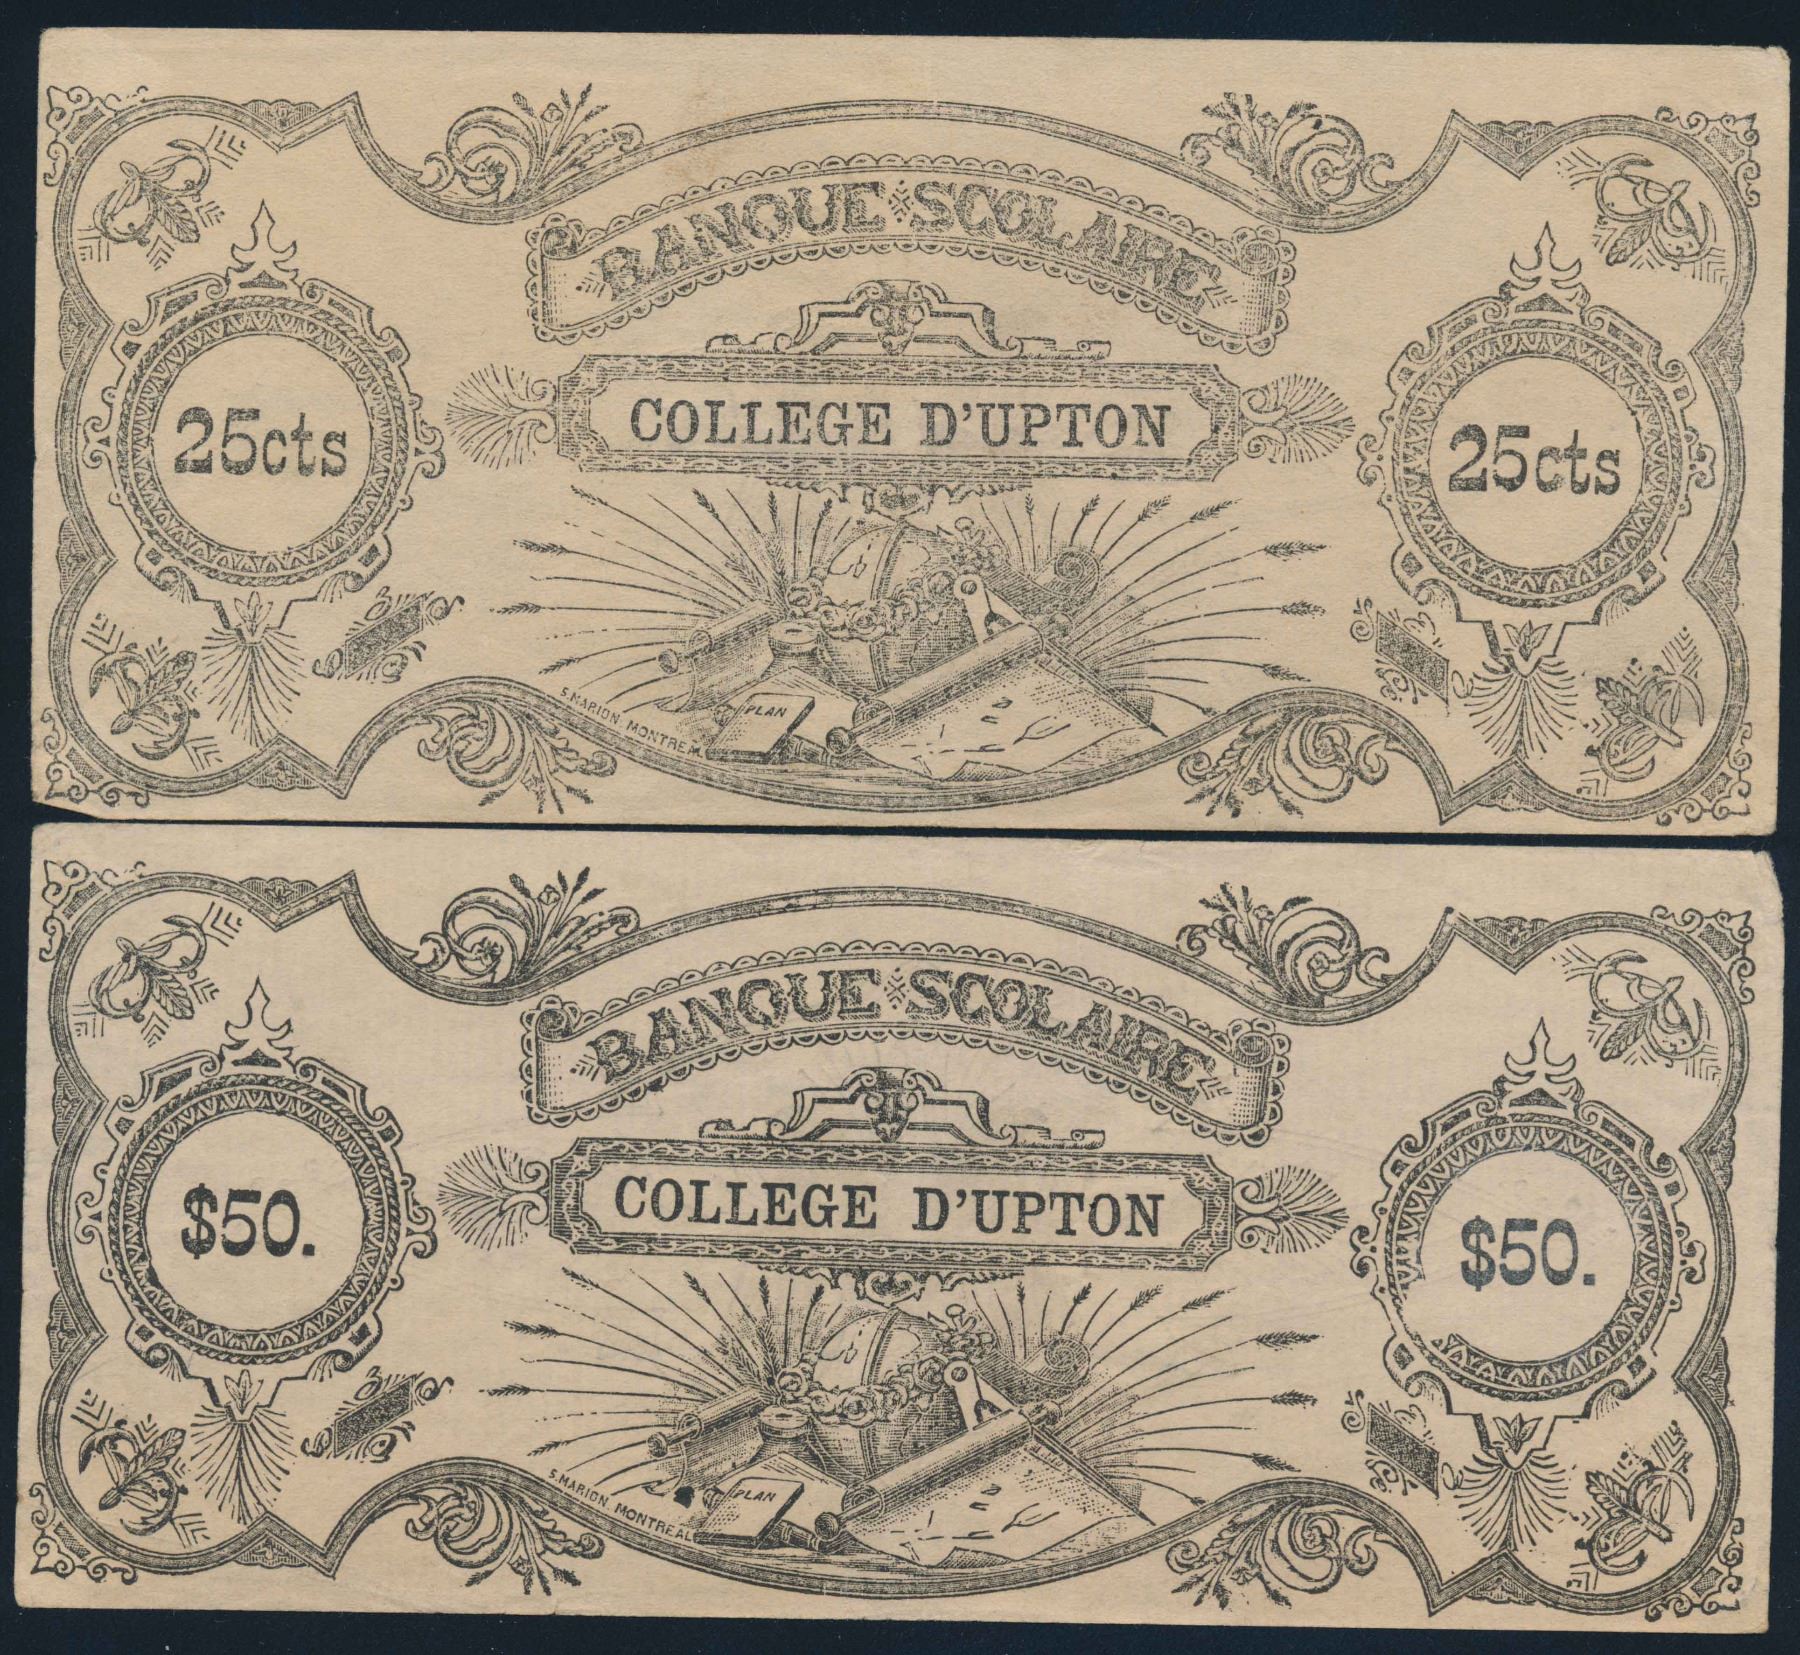 BANQUE SCOLAIRE
COLLEGE D'UPTON
25cts
25cts
PLAN
S. MARION MONTREAL
BANQUE SCOLAIRE
COLLEGE D'UPTON
$50.
$50.
PLAN
S. MARION MONTREAL